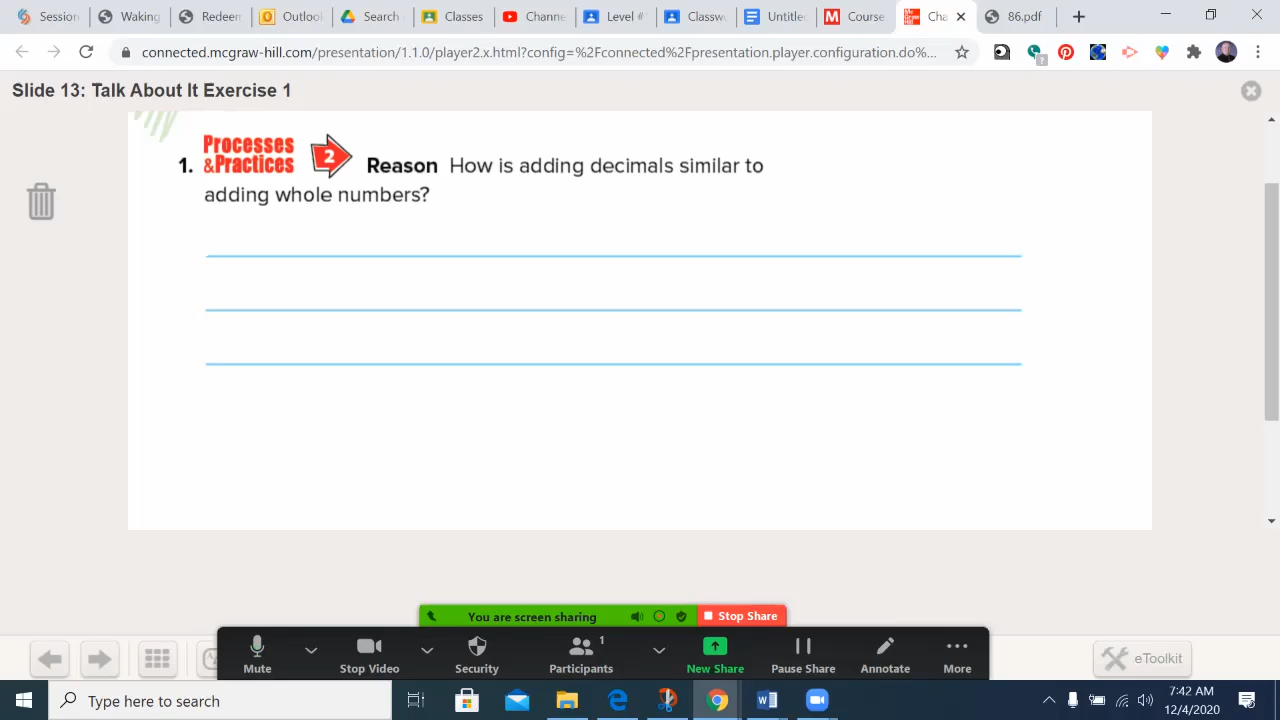 Session
Waking
Deem
Outl
Search
Classe
Channe
Level
Classw
Untitle
Course
Cha
86.pdf
connected.mcgraw-hill.com/presentation/1.1.0/player2.x.html?config=%2Fconnected%2Fpresentation.player.configuration.do%...
Slide 13: Talk About It Exercise 1
1. Processes &Practices 2 Reason How is adding decimals similar to
adding whole numbers?
You are screen sharing
Stop Share
Mute
Stop Video
Security
Participants 1
New Share
Pause Share
Annotate
More
eToolkit
Type here to search
7:42 AM
12/4/2020